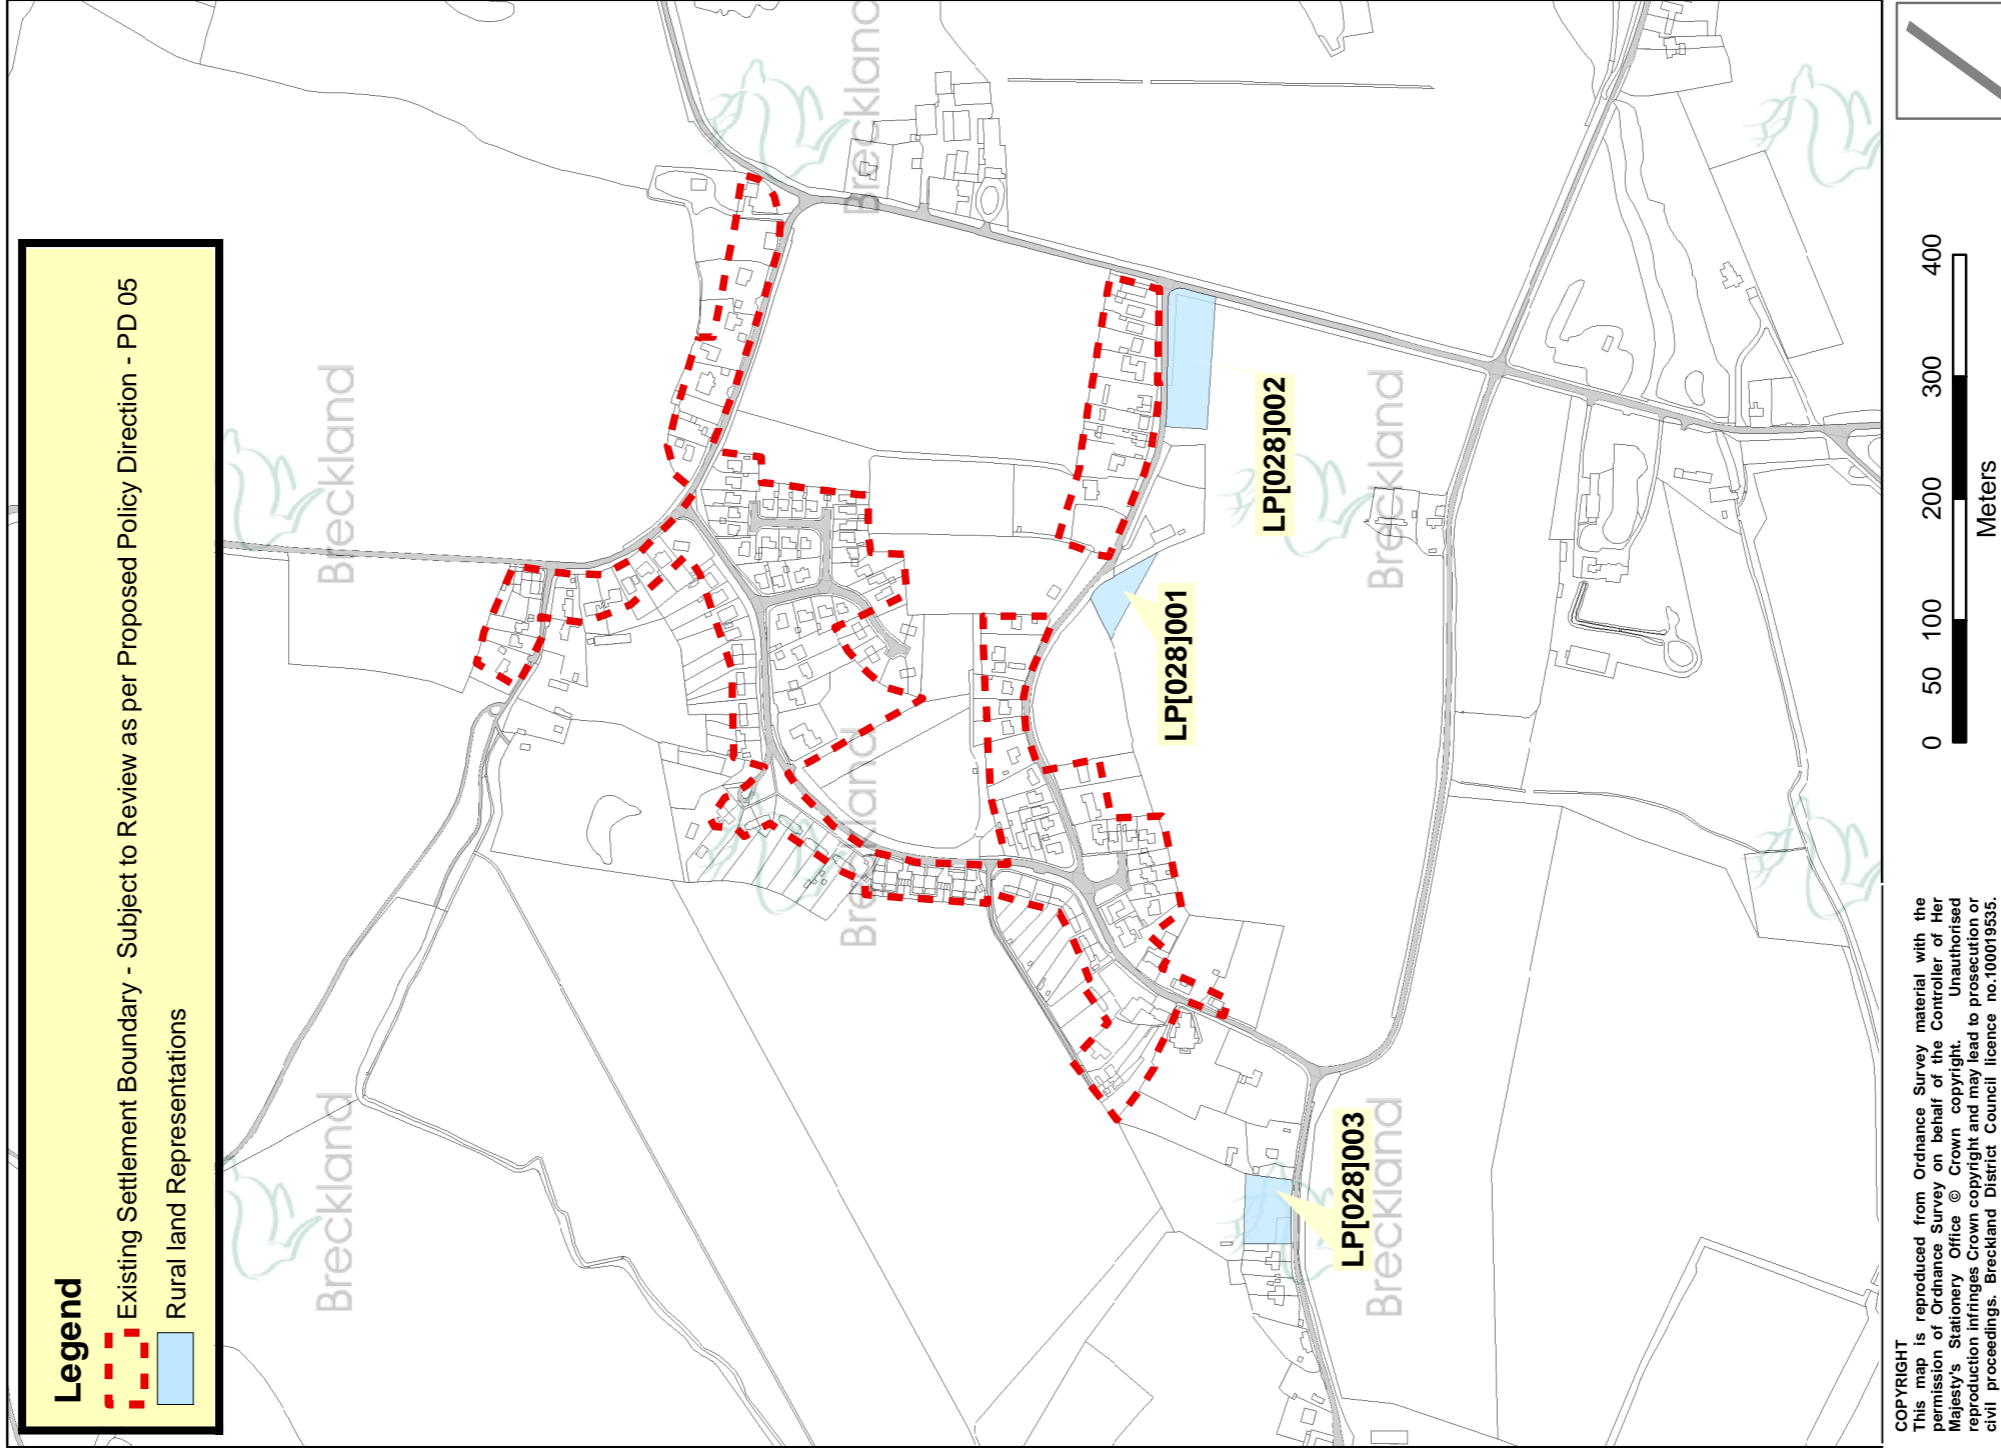 Legend
Existing Settlement Boundary - Subject to Review as per Proposed Policy Direction - PD 05
Rural land Representations
Breckland
Breckland
Breckland
Breckland
Breckland
Breckland
LP[028]002
LP[028]001
LP[028]003
0 50 100 200 300 400
Meters
COPYRIGHT
This map is reproduced from Ordnance Survey material with the
permission of Ordnance Survey on behalf of the Controller of Her
Majesty's Stationery Office © Crown copyright. Unauthorised
reproduction infringes Crown copyright and may lead to prosecution or
civil proceedings. Breckland District Council licence no.100019535.